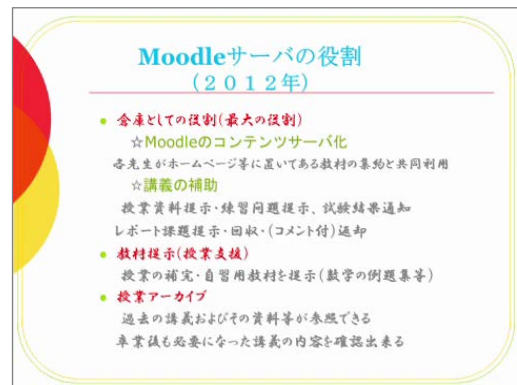 Moodleサーバの役割
(２０１２年)
倉庫としての役割(最大の役割)
☆Moodleのコンテンツサーバ化
各先生がホームページ等に置いてある教材の集約と共同利用
☆講義の補助
授業資料提示・練習問題提示、試験結果通知
レポート課題提示・回収・(コメント付)返却
教材提示(授業支援)
授業の補完・自習用教材を提示(数学の例題集等)
授業アーカイブ
過去の講義およびその資料等が参照できる
卒業後も必要になった講義の内容を確認出来る